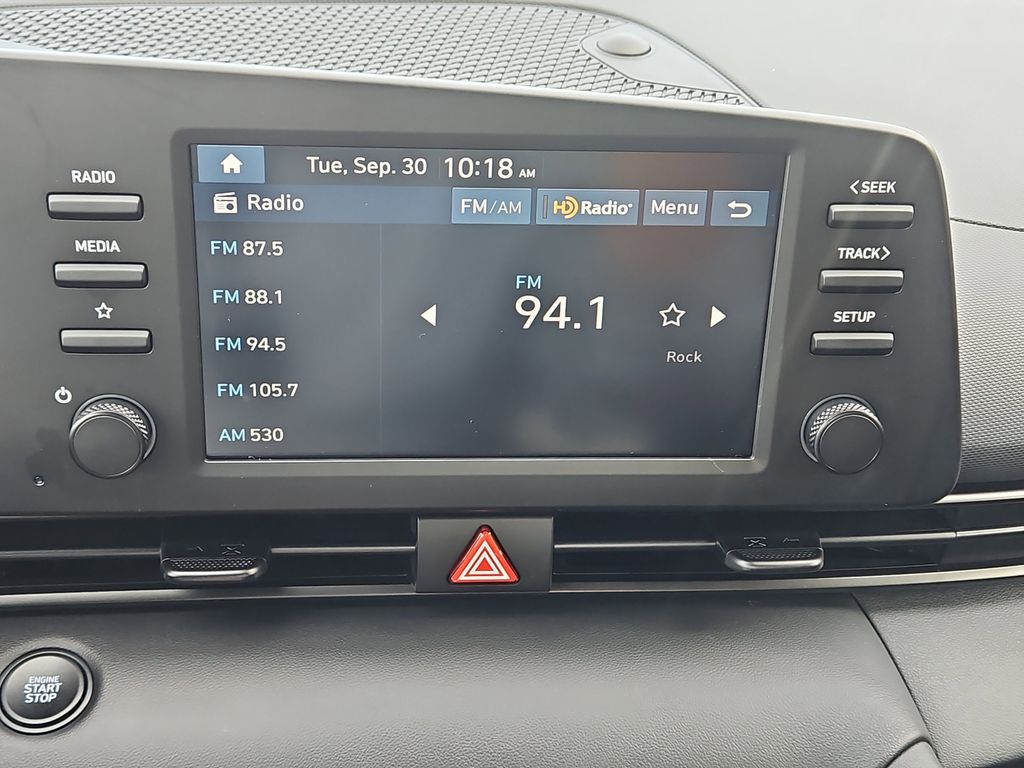 RADIO
MEDIA
Tue, Sep. 30 10:18 AM
Radio FM/AM HD Radio® Menu
FM 87.5
FM 88.1
FM 94.5
FM 105.7
AM 530
FM
94.1
Rock
<SEEK
TRACK>
SETUP
ENGINE
START
STOP